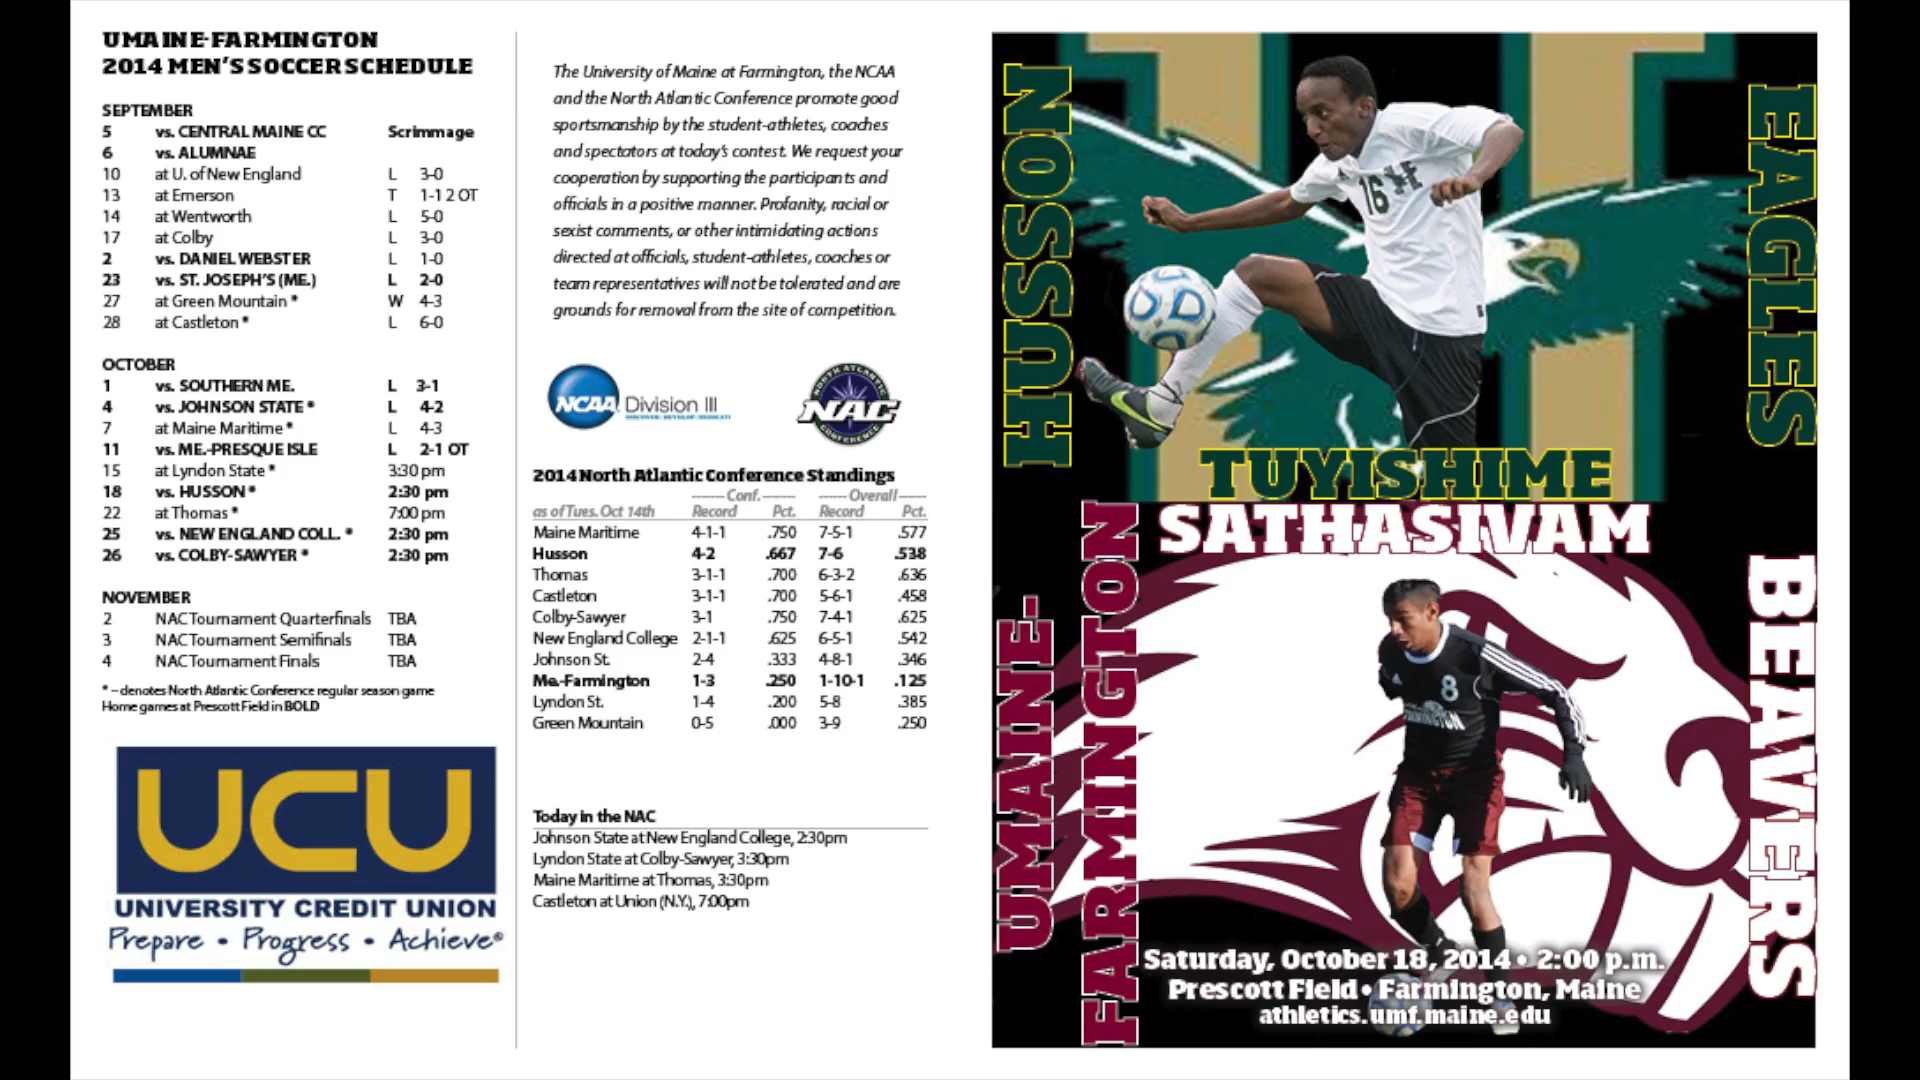 UMAINE-FARMINGTON
2014 MEN'S SOCCER SCHEDULE
SEPTEMBER
5 vs. CENTRAL MAINE CC Scrimmage
6 vs. ALUMNAE
10 at U. of New England L 3-0
13 at Emerson T 1-1 2 OT
14 at Wentworth L 5-0
17 at Colby L 3-0
2 vs. DANIEL WEBSTER L 1-0
23 vs. ST. JOSEPH'S (ME.) L 2-0
27 at Green Mountain * W 4-3
28 at Castleton * L 6-0
OCTOBER
1 vs. SOUTHERN ME. L 3-1
4 vs. JOHNSON STATE * L 4-2
7 at Maine Maritime * L 4-3
11 vs. ME.-PRESQUE ISLE L 2-1 OT
15 at Lyndon State * 3:30 pm
18 vs. HUSSON * 2:30 pm
22 at Thomas * 7:00 pm
25 vs. NEW ENGLAND COLL. * 2:30 pm
26 vs. COLBY-SAWYER * 2:30 pm
NOVEMBER
2 NAC Tournament Quarterfinals TBA
3 NAC Tournament Semifinals TBA
4 NAC Tournament Finals TBA
* – denotes North Atlantic Conference regular season game
Home games at Prescott Field in BOLD
UCU
UNIVERSITY CREDIT UNION
Prepare • Progress • Achieve®
The University of Maine at Farmington, the NCAA
and the North Atlantic Conference promote good
sportsmanship by the student-athletes, coaches
and spectators at today's contest. We request your
cooperation by supporting the participants and
officials in a positive manner. Profanity, racial or
sexist comments, or other intimidating actions
directed at officials, student-athletes, coaches or
team representatives will not be tolerated and are
grounds for removal from the site of competition.
NCAA Division III
NORTH ATLANTIC
NAC
CONFERENCE
2014 North Atlantic Conference Standings
------- Conf. ------- ------ Overall ------
as of Tues. Oct 14th Record Pct. Record Pct.
Maine Maritime 4-1-1 .750 7-5-1 .577
Husson 4-2 .667 7-6 .538
Thomas 3-1-1 .700 6-3-2 .636
Castleton 3-1-1 .700 5-6-1 .458
Colby-Sawyer 3-1 .750 7-4-1 .625
New England College 2-1-1 .625 6-5-1 .542
Johnson St. 2-4 .333 4-8-1 .346
Me.-Farmington 1-3 .250 1-10-1 .125
Lyndon St. 1-4 .200 5-8 .385
Green Mountain 0-5 .000 3-9 .250
Today in the NAC
Johnson State at New England College, 2:30pm
Lyndon State at Colby-Sawyer, 3:30pm
Maine Maritime at Thomas, 3:30pm
Castleton at Union (N.Y.), 7:00pm
HUSSON
EAGLES
16 H
TUYISHIME
SATHASIVAM
UMAINE-
FARMINGTON
BEAVERS
8
FARMINGTON
Saturday, October 18, 2014 • 2:00 p.m.
Prescott Field • Farmington, Maine
athletics.umf.maine.edu